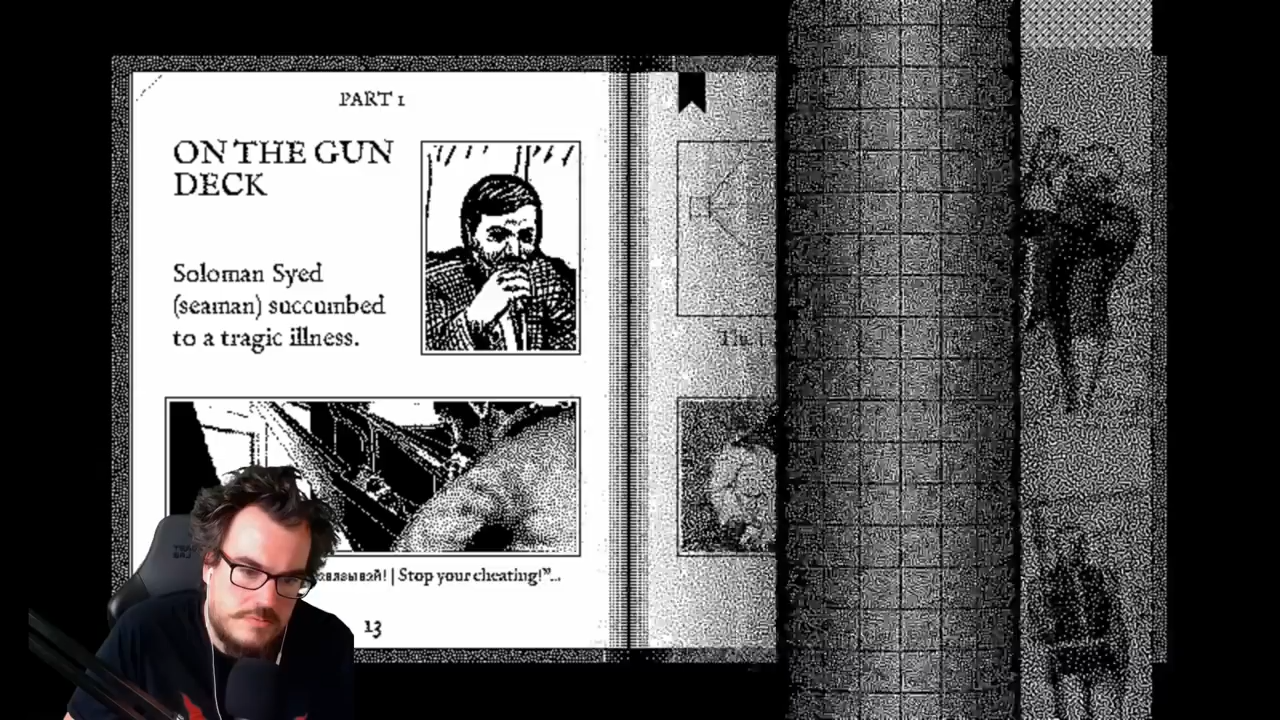 PART 1
ON THE GUN
DECK
Soloman Syed
(seaman) succumbed
to a tragic illness.
Stop your cheating!"...
13